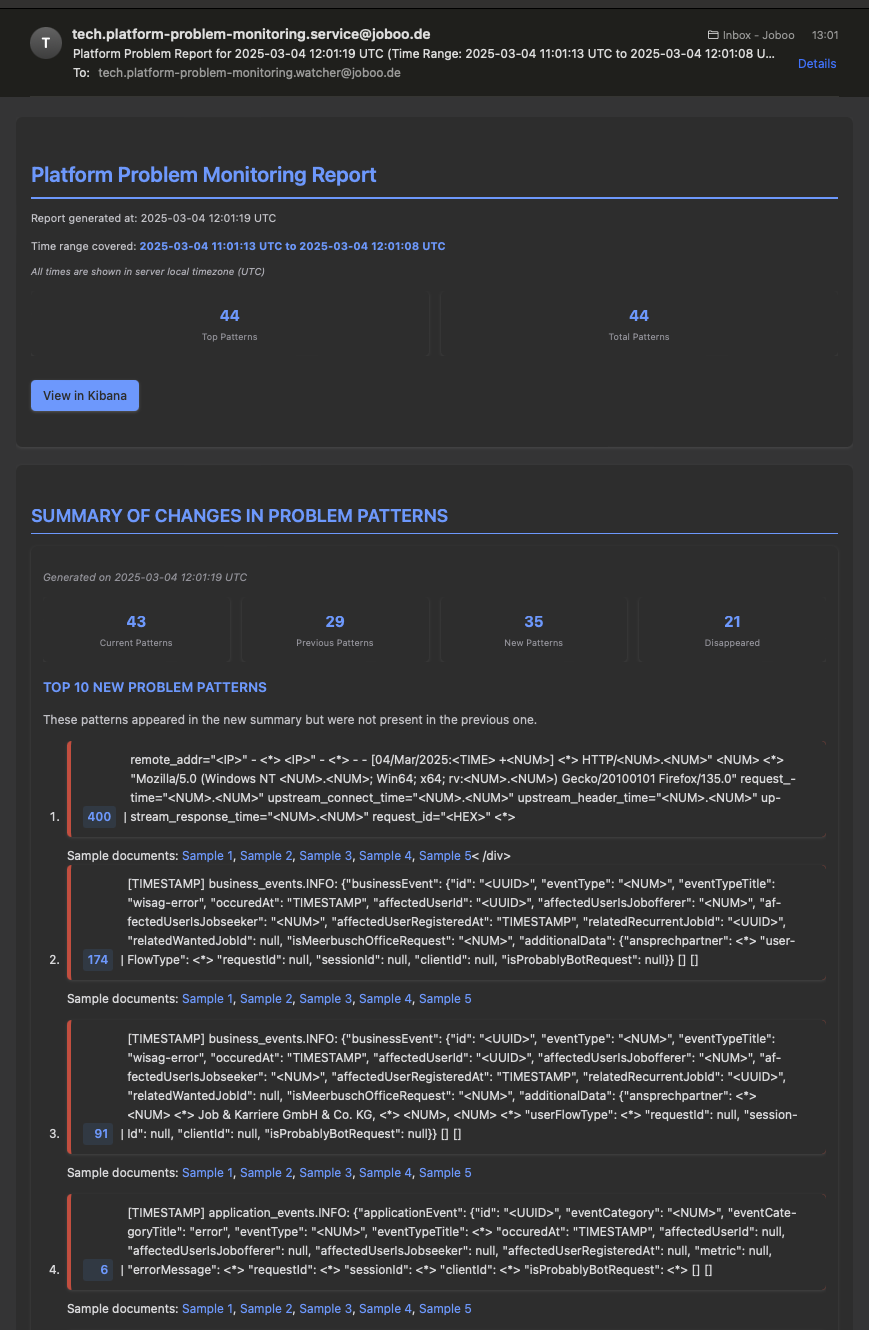 T
tech.platform-problem-monitoring.service@joboo.de
Inbox - Joboo 13:01
Platform Problem Report for 2025-03-04 12:01:19 UTC (Time Range: 2025-03-04 11:01:13 UTC to 2025-03-04 12:01:08 U...
Details
To: tech.platform-problem-monitoring.watcher@joboo.de
Platform Problem Monitoring Report
Report generated at: 2025-03-04 12:01:19 UTC
Time range covered: 2025-03-04 11:01:13 UTC to 2025-03-04 12:01:08 UTC
All times are shown in server local timezone (UTC)
44
Top Patterns
44
Total Patterns
View in Kibana
SUMMARY OF CHANGES IN PROBLEM PATTERNS
Generated on 2025-03-04 12:01:19 UTC
43
Current Patterns
29
Previous Patterns
35
New Patterns
21
Disappeared
TOP 10 NEW PROBLEM PATTERNS
These patterns appeared in the new summary but were not present in the previous one.
remote_addr="<IP>" - <*> <IP>" - <*> - - [04/Mar/2025:<TIME> +<NUM>] <*> HTTP/<NUM>.<NUM>" <NUM> <*>
"Mozilla/5.0 (Windows NT <NUM>.<NUM>; Win64; x64; rv:<NUM>.<NUM>) Gecko/20100101 Firefox/135.0" request_-
time="<NUM>.<NUM>" upstream_connect_time="<NUM>.<NUM>" upstream_header_time="<NUM>.<NUM>" up-
1. 400 | stream_response_time="<NUM>.<NUM>" request_id="<HEX>" <*>
Sample documents: Sample 1, Sample 2, Sample 3, Sample 4, Sample 5< /div>
[TIMESTAMP] business_events.INFO: {"businessEvent": {"id": "<UUID>", "eventType": "<NUM>", "eventTypeTitle":
"wisag-error", "occuredAt": "TIMESTAMP", "affectedUserId": "<UUID>", "affectedUserIsJobofferer": "<NUM>", "af-
fectedUserIsJobseeker": "<NUM>", "affectedUserRegisteredAt": "TIMESTAMP", "relatedRecurrentJobId": "<UUID>",
"relatedWantedJobId": null, "isMeerbuschOfficeRequest": "<NUM>", "additionalData": {"ansprechpartner": <*> "user-
2. 174 | FlowType": <*> "requestId": null, "sessionId": null, "clientId": null, "isProbablyBotRequest": null}} [] []
Sample documents: Sample 1, Sample 2, Sample 3, Sample 4, Sample 5
[TIMESTAMP] business_events.INFO: {"businessEvent": {"id": "<UUID>", "eventType": "<NUM>", "eventTypeTitle":
"wisag-error", "occuredAt": "TIMESTAMP", "affectedUserId": "<UUID>", "affectedUserIsJobofferer": "<NUM>", "af-
fectedUserIsJobseeker": "<NUM>", "affectedUserRegisteredAt": "TIMESTAMP", "relatedRecurrentJobId": "<UUID>",
"relatedWantedJobId": null, "isMeerbuschOfficeRequest": "<NUM>", "additionalData": {"ansprechpartner": <*>
<NUM> <*> Job & Karriere GmbH & Co. KG, <*> <NUM>, <NUM> <*> "userFlowType": <*> "requestId": null, "session-
3. 91 | Id": null, "clientId": null, "isProbablyBotRequest": null}} [] []
Sample documents: Sample 1, Sample 2, Sample 3, Sample 4, Sample 5
[TIMESTAMP] application_events.INFO: {"applicationEvent": {"id": "<UUID>", "eventCategory": "<NUM>", "eventCate-
goryTitle": "error", "eventType": "<NUM>", "eventTypeTitle": <*> "occuredAt": "TIMESTAMP", "affectedUserId": null,
"affectedUserIsJobofferer": null, "affectedUserIsJobseeker": null, "affectedUserRegisteredAt": null, "metric": null,
4. 6 | "errorMessage": <*> "requestId": <*> "sessionId": <*> "clientId": <*> "isProbablyBotRequest": <*> [] []
Sample documents: Sample 1, Sample 2, Sample 3, Sample 4, Sample 5